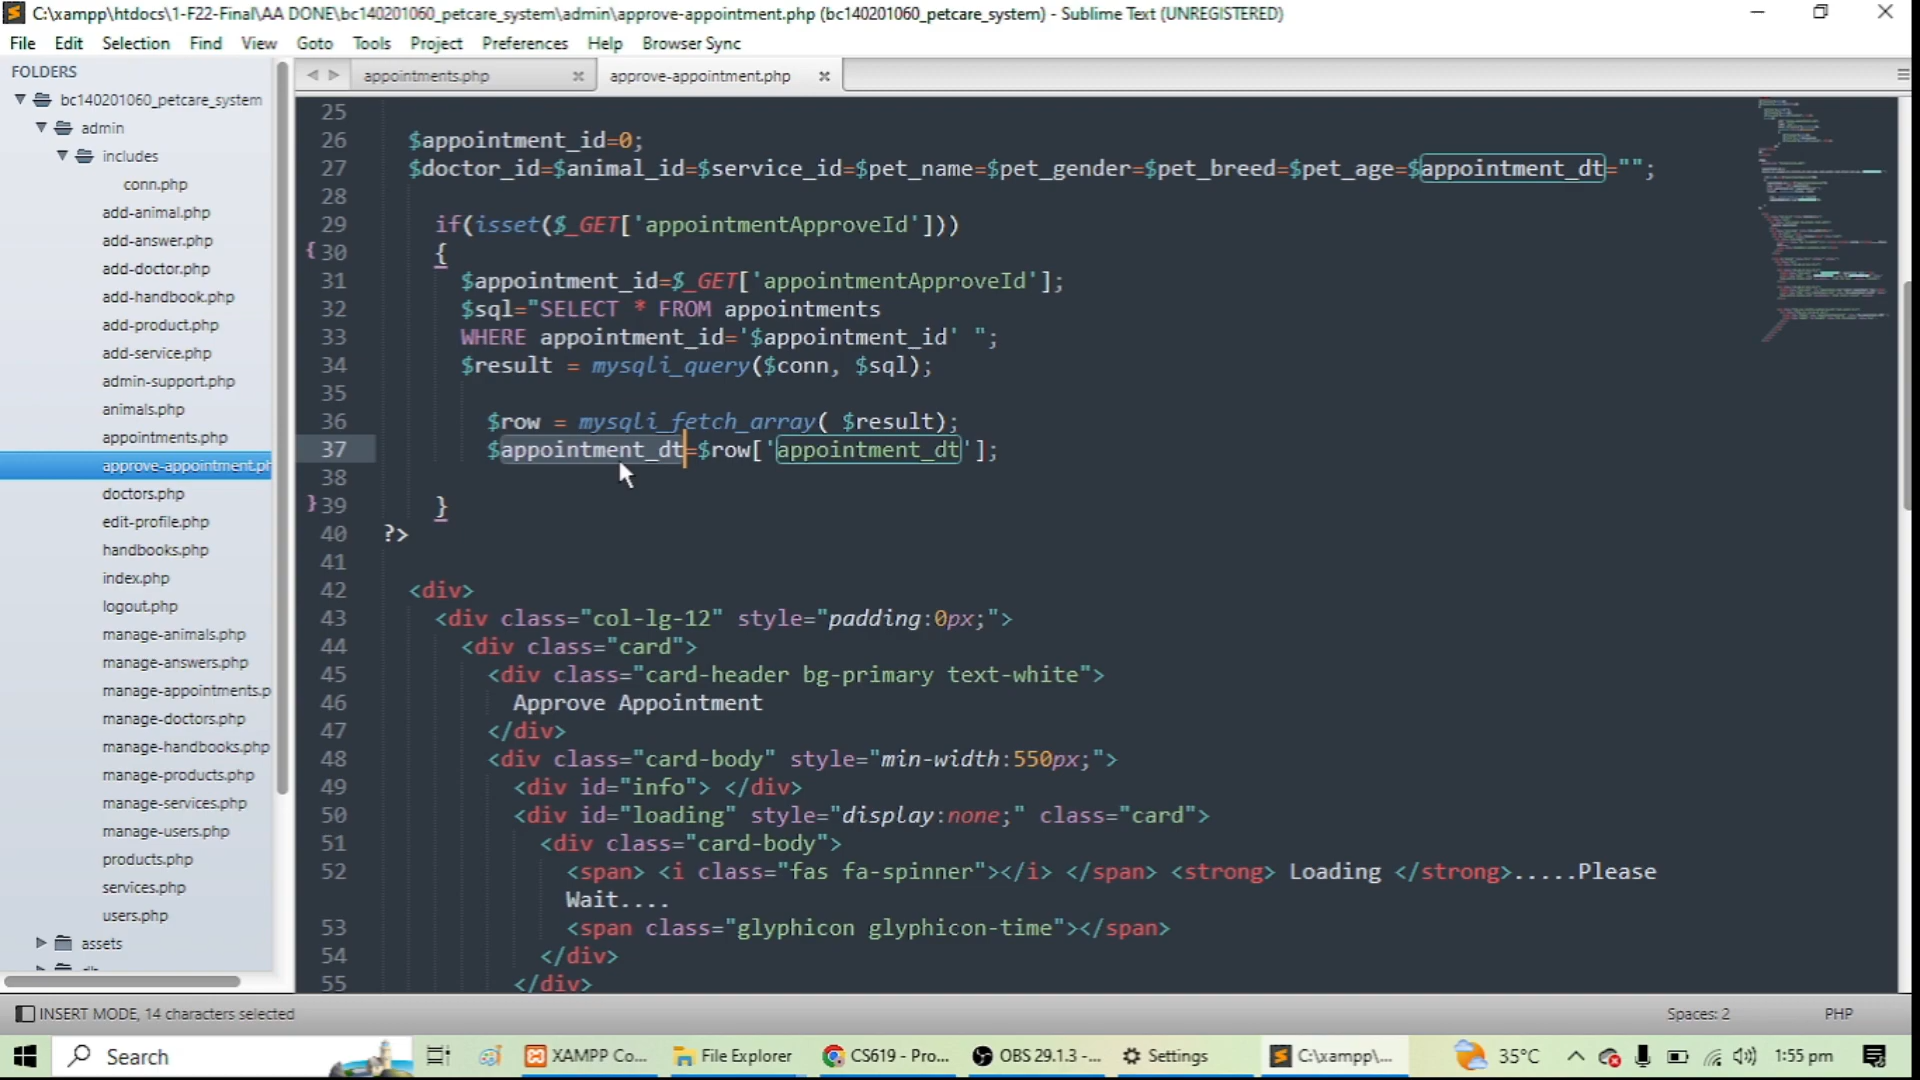 C:\xampp\htdocs\1-F22-Final\AA DONE\bc140201060_petcare_system\admin\approve-appointment.php (bc140201060_petcare_system) - Sublime Text (UNREGISTERED)
File Edit Selection Find View Goto Tools Project Preferences Help Browser Sync
FOLDERS
bc140201060_petcare_system
admin
includes
conn.php
add-animal.php
add-answer.php
add-doctor.php
add-handbook.php
add-product.php
add-service.php
admin-support.php
animals.php
appointments.php
approve-appointment.ph
doctors.php
edit-profile.php
handbooks.php
index.php
logout.php
manage-animals.php
manage-answers.php
manage-appointments.p
manage-doctors.php
manage-handbooks.php
manage-products.php
manage-services.php
manage-users.php
products.php
services.php
users.php
assets
appointments.php approve-appointment.php
25
26 $appointment_id=0;
27 $doctor_id=$animal_id=$service_id=$pet_name=$pet_gender=$pet_breed=$pet_age=$appointment_dt="";
28
29 if(isset($_GET['appointmentApproveId']))
30 {
31 $appointment_id=$_GET['appointmentApproveId'];
32 $sql="SELECT * FROM appointments
33 WHERE appointment_id='$appointment_id' ";
34 $result = mysqli_query($conn, $sql);
35
36 $row = mysqli_fetch_array( $result);
37 $appointment_dt=$row['appointment_dt'];
38
39 }
40 ?>
41
42 <div>
43 <div class="col-lg-12" style="padding:0px;">
44 <div class="card">
45 <div class="card-header bg-primary text-white">
46 Approve Appointment
47 </div>
48 <div class="card-body" style="min-width:550px;">
49 <div id="info"> </div>
50 <div id="loading" style="display:none;" class="card">
51 <div class="card-body">
52 <span> <i class="fas fa-spinner"></i> </span> <strong> Loading </strong>.....Please
Wait....
53 <span class="glyphicon glyphicon-time"></span>
54 </div>
55 </div>
INSERT MODE, 14 characters selected Spaces: 2 PHP
Search XAMPP Co... File Explorer CS619 - Pro... OBS 29.1.3 -... Settings C:\xampp\... 35°C 1:55 pm